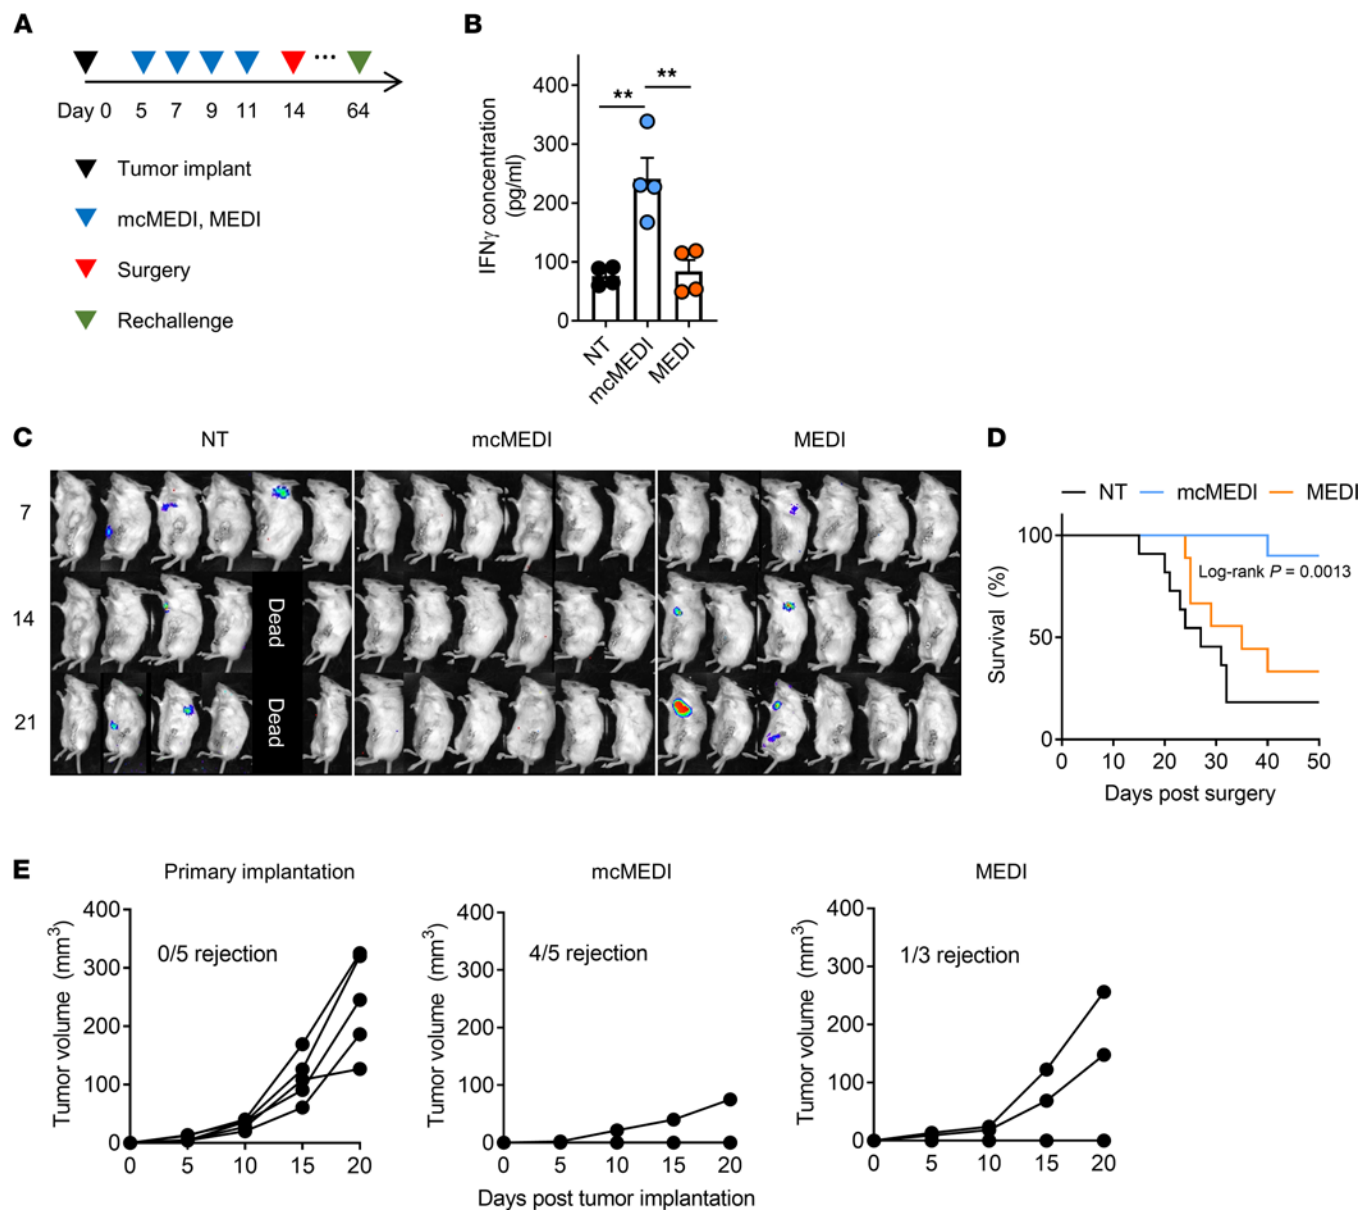 A
Day 0 5 7 9 11 14 64
...
Tumor implant
mcMEDI, MEDI
Surgery
Rechallenge
B
IFNγ concentration
(pg/ml)
400
300
200
100
0
**
**
NT
mcMEDI
MEDI
C
NT mcMEDI MEDI
7
14
21
Dead
Dead
D
NT mcMEDI MEDI
Survival (%)
100
50
0
Log-rank P = 0.0013
0 10 20 30 40 50
Days post surgery
E
Primary implantation
Tumor volume (mm³)
400
300
200
100
0
0/5 rejection
0 5 10 15 20
mcMEDI
Tumor volume (mm³)
400
300
200
100
0
4/5 rejection
0 5 10 15 20
MEDI
Tumor volume (mm³)
400
300
200
100
0
1/3 rejection
0 5 10 15 20
Days post tumor implantation